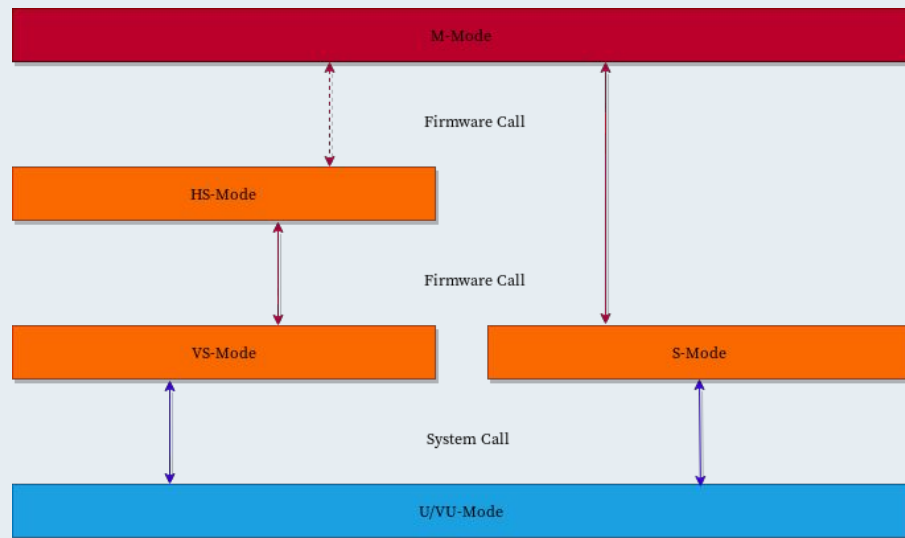 M-Mode
Firmware Call
HS-Mode
Firmware Call
VS-Mode
S-Mode
System Call
U/VU-Mode